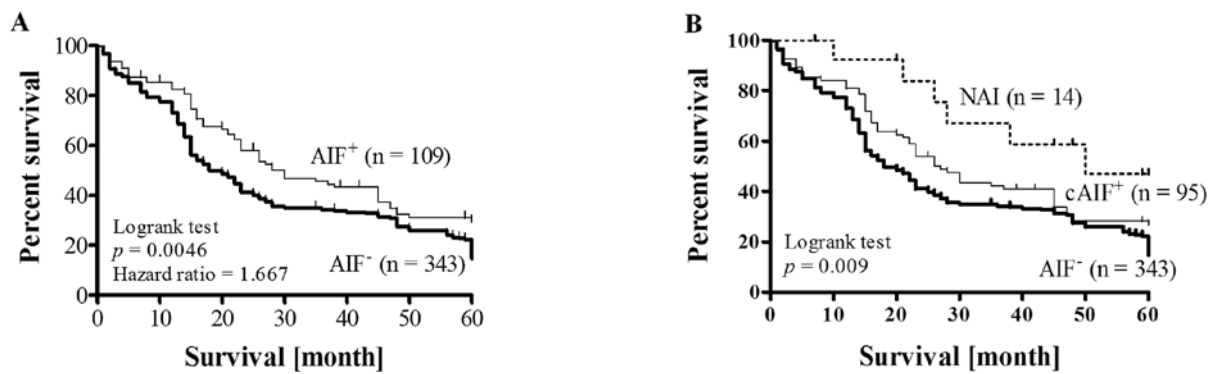 A
Percent survival
100
80
60
40
20
0
AIF⁺ (n = 109)
Logrank test
p = 0.0046
Hazard ratio = 1.667
AIF⁻ (n = 343)
0 10 20 30 40 50 60
Survival [month]
B
Percent survival
100
80
60
40
20
0
NAI (n = 14)
cAIF⁺ (n = 95)
Logrank test
p = 0.009
AIF⁻ (n = 343)
0 10 20 30 40 50 60
Survival [month]